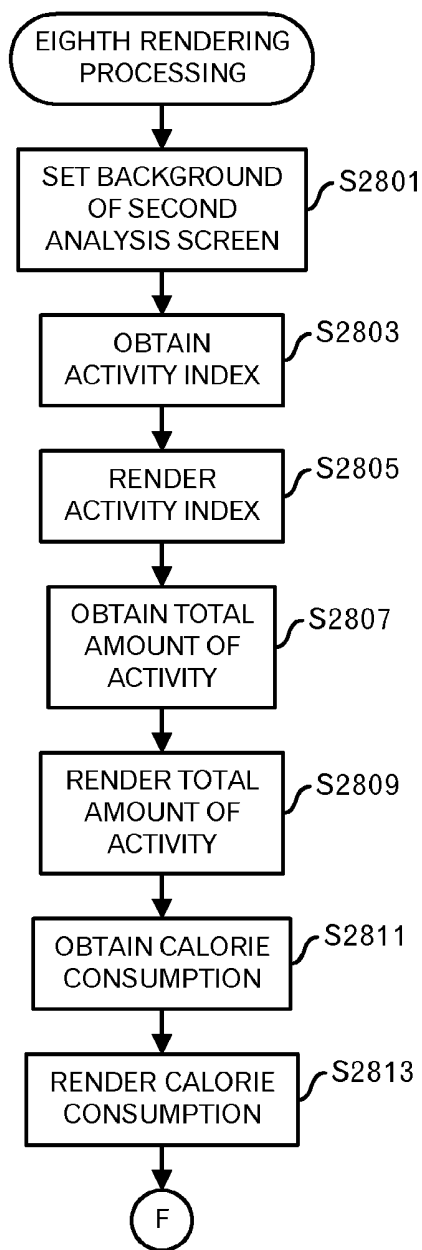 EIGHTH RENDERING
PROCESSING
SET BACKGROUND
OF SECOND
ANALYSIS SCREEN
S2801
OBTAIN
ACTIVITY INDEX
S2803
RENDER
ACTIVITY INDEX
S2805
OBTAIN TOTAL
AMOUNT OF
ACTIVITY
S2807
RENDER TOTAL
AMOUNT OF
ACTIVITY
S2809
OBTAIN CALORIE
CONSUMPTION
S2811
RENDER CALORIE
CONSUMPTION
S2813
F